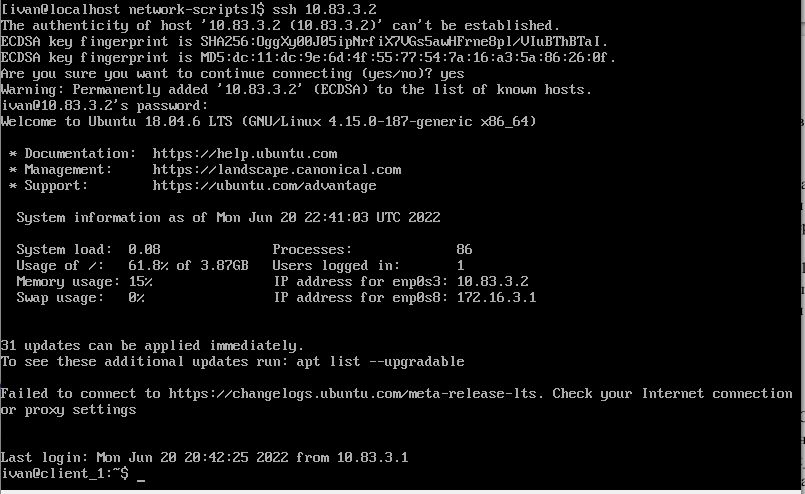 [ivan@localhost network-scripts]$ ssh 10.83.3.2
The authenticity of host '10.83.3.2 (10.83.3.2)' can't be established.
ECDSA key fingerprint is SHA256:OggXy00J05ipNrfiX7VGs5awHFrne8pl/VIuBThBTaI.
ECDSA key fingerprint is MD5:dc:11:dc:9e:6d:4f:55:77:54:7a:16:a3:5a:86:26:0f.
Are you sure you want to continue connecting (yes/no)? yes
Warning: Permanently added '10.83.3.2' (ECDSA) to the list of known hosts.
ivan@10.83.3.2's password:
Welcome to Ubuntu 18.04.6 LTS (GNU/Linux 4.15.0-187-generic x86_64)
* Documentation:  https://help.ubuntu.com
* Management:     https://landscape.canonical.com
* Support:        https://ubuntu.com/advantage
System information as of Mon Jun 20 22:41:03 UTC 2022
System load:  0.08               Processes:             86
Usage of /:   61.8% of 3.87GB   Users logged in:       1
Memory usage: 15%                IP address for enp0s3: 10.83.3.2
Swap usage:   0%                 IP address for enp0s8: 172.16.3.1
31 updates can be applied immediately.
To see these additional updates run: apt list --upgradable
Failed to connect to https://changelogs.ubuntu.com/meta-release-lts. Check your Internet connection
or proxy settings
Last login: Mon Jun 20 20:42:25 2022 from 10.83.3.1
ivan@client_1:~$ _